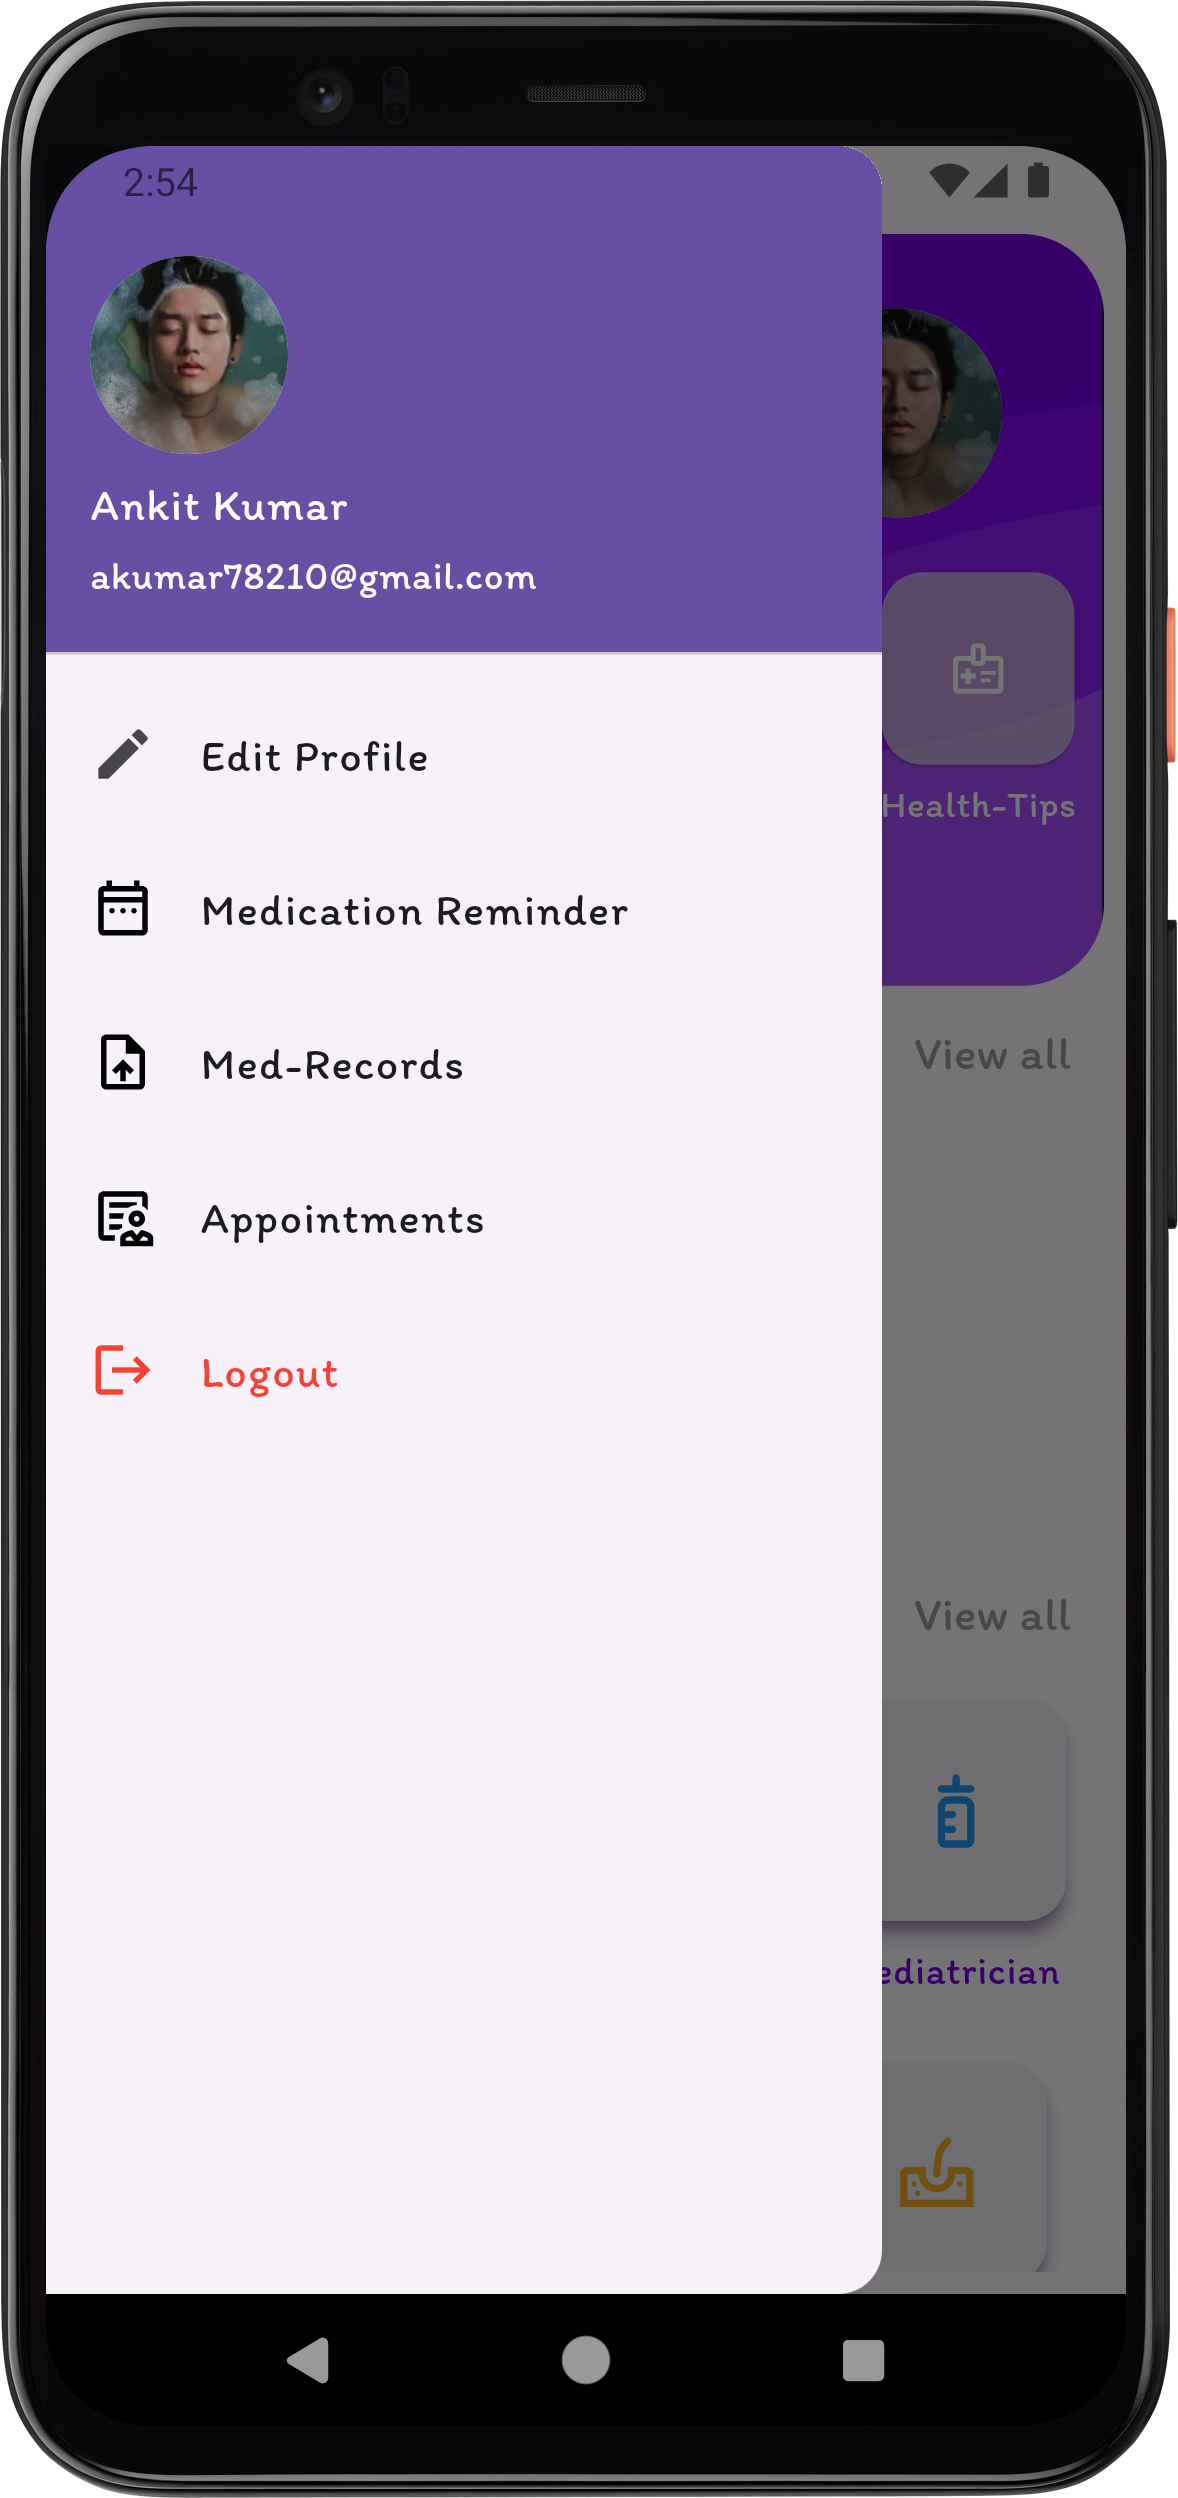 2:54
Ankit Kumar
akumar78210@gmail.com
Edit Profile
Health-Tips
Medication Reminder
View all
Med-Records
Appointments
Logout
View all
ediatrician